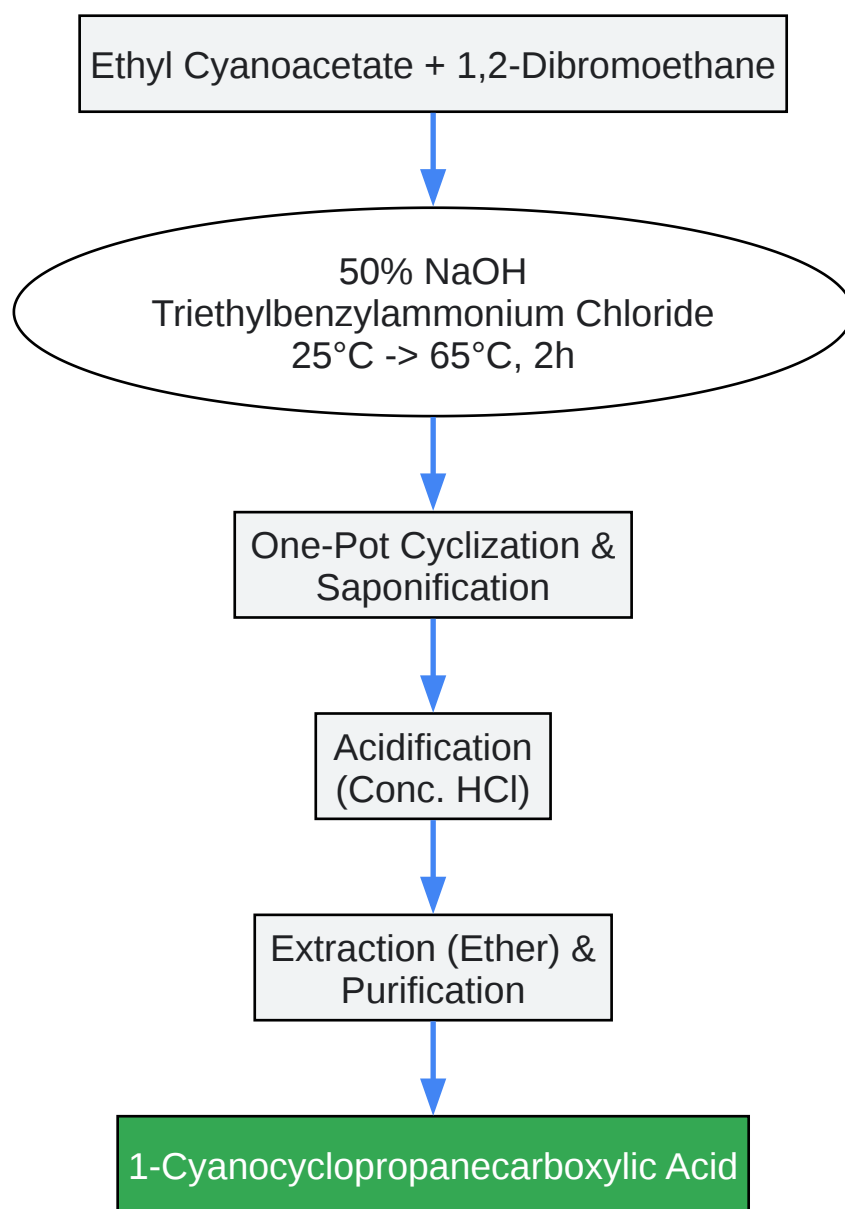 Ethyl Cyanoacetate + 1,2-Dibromoethane
50% NaOH
Triethylbenzylammonium Chloride
25°C -> 65°C, 2h
One-Pot Cyclization &
Saponification
Acidification
(Conc. HCl)
Extraction (Ether) &
Purification
1-Cyanocyclopropanecarboxylic Acid